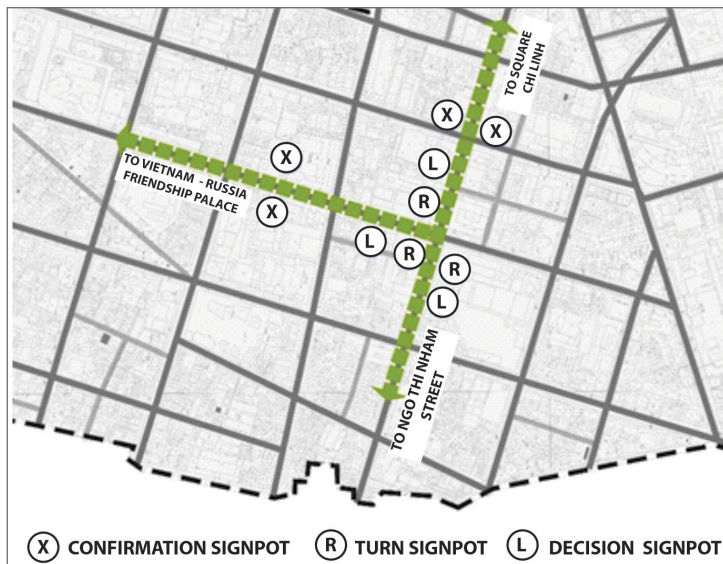 TO SQUARE
CHI LINH
X
X
L
X
TO VIETNAM - RUSSIA
FRIENDSHIP PALACE
X
R
L
R
R
L
TO NGO THI NHAM
STREET
X CONFIRMATION SIGNPOT R TURN SIGNPOT L DECISION SIGNPOT